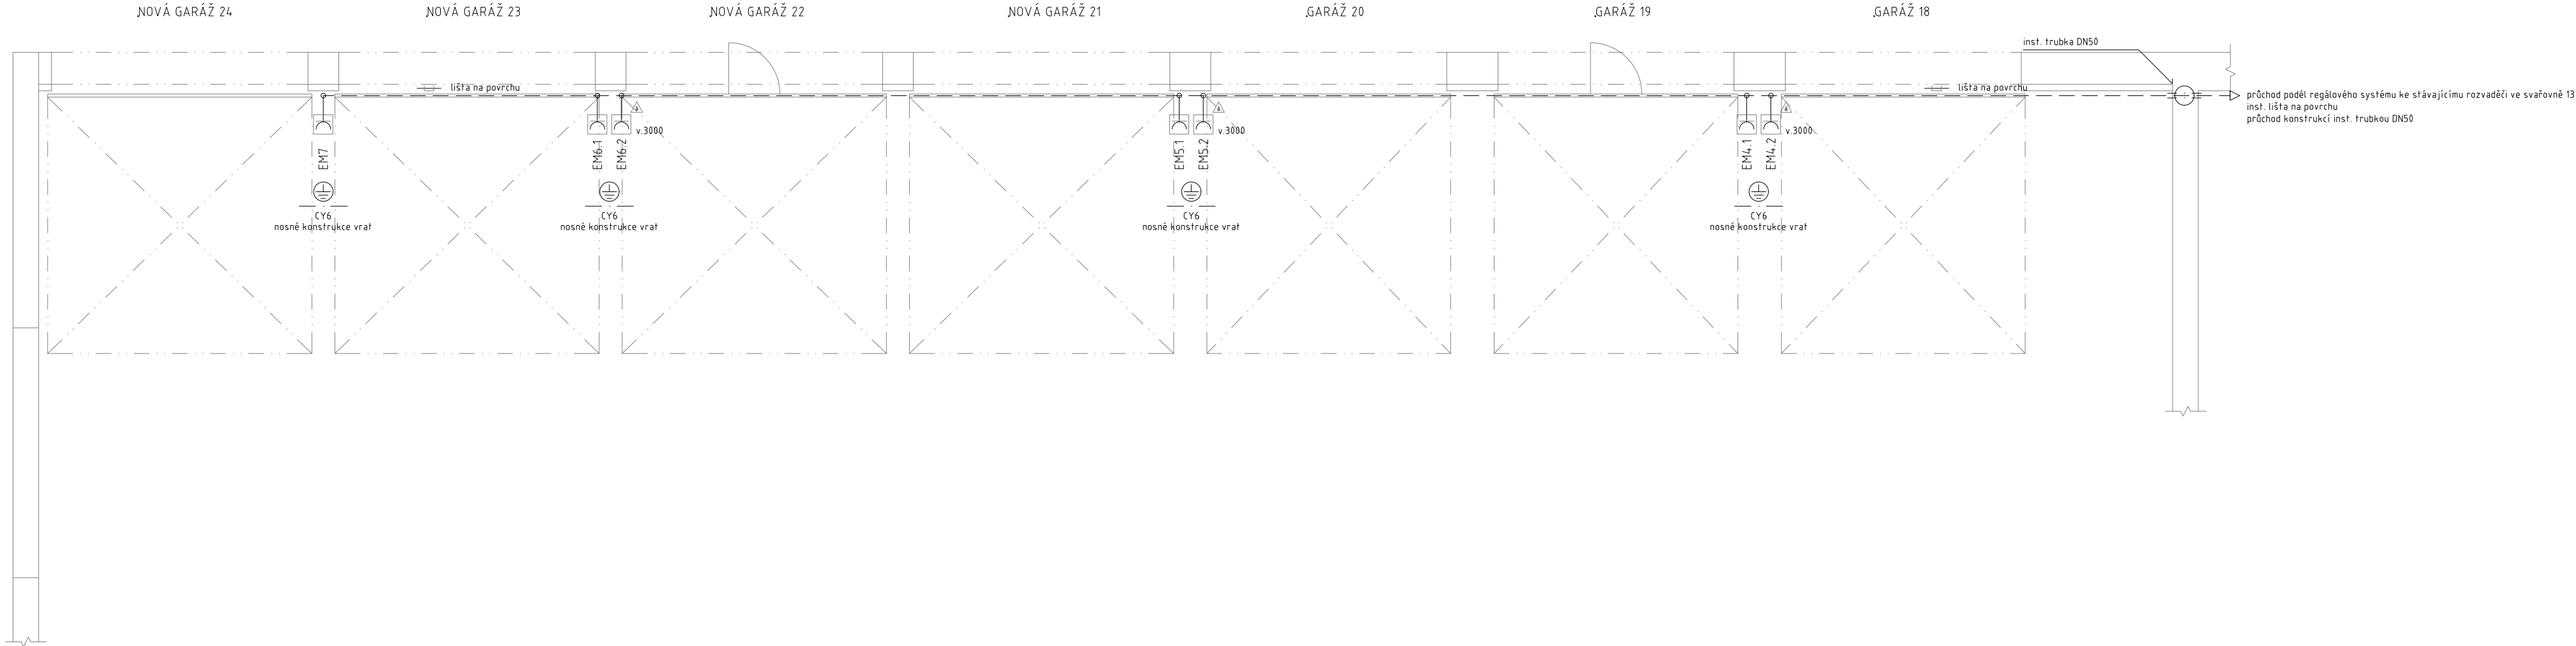 NOVÁ GARÁŽ 24
NOVÁ GARÁŽ 23
NOVÁ GARÁŽ 22
NOVÁ GARÁŽ 21
GARÁŽ 20
GARÁŽ 19
GARÁŽ 18
inst. trubka DN50
lišta na povrchu
lišta na povrchu
průchod podél regálového systému ke stávajícímu rozvaděči ve svařovně 13
inst. lišta na povrchu
průchod konstrukcí inst. trubkou DN50
v.3000
v.3000
v.3000
EM7
EM6.1
EM6.2
EM5.1
EM5.2
EM4.1
EM4.2
CY6
nosné konstrukce vrat
CY6
nosné konstrukce vrat
CY6
nosné konstrukce vrat
CY6
nosné konstrukce vrat